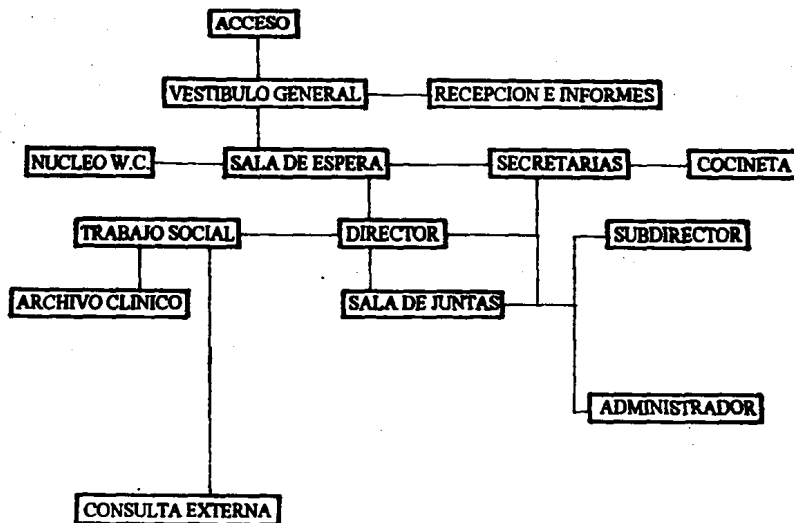 ACCESO
VESTIBULO GENERAL
RECEPCION E INFORMES
NUCLEO W.C.
SALA DE ESPERA
SECRETARIAS
COCINETA
TRABAJO SOCIAL
DIRECTOR
SUBDIRECTOR
ARCHIVO CLINICO
SALA DE JUNTAS
ADMINISTRADOR
CONSULTA EXTERNA